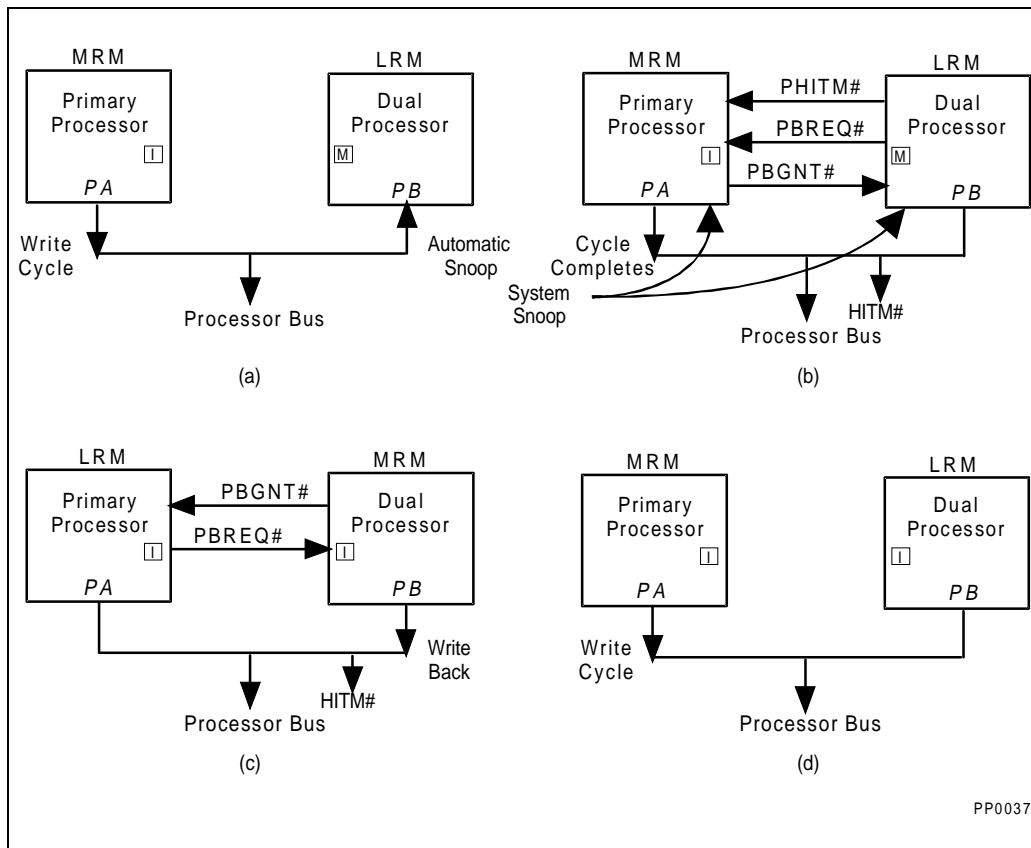 MRM
Primary
Processor
I
PA
LRM
Dual
Processor
M
PB
Write
Cycle
Automatic
Snoop
Processor Bus
(a)
MRM
Primary
Processor
I
PA
PHITM#
PBREQ#
PBGNT#
LRM
Dual
Processor
M
PB
Cycle
Completes
System
Snoop
HITM#
Processor Bus
(b)
LRM
Primary
Processor
I
PA
PBGNT#
PBREQ#
MRM
Dual
Processor
I
PB
Write
Back
HITM#
Processor Bus
(c)
MRM
Primary
Processor
I
PA
LRM
Dual
Processor
I
PB
Write
Cycle
Processor Bus
(d)
PP0037